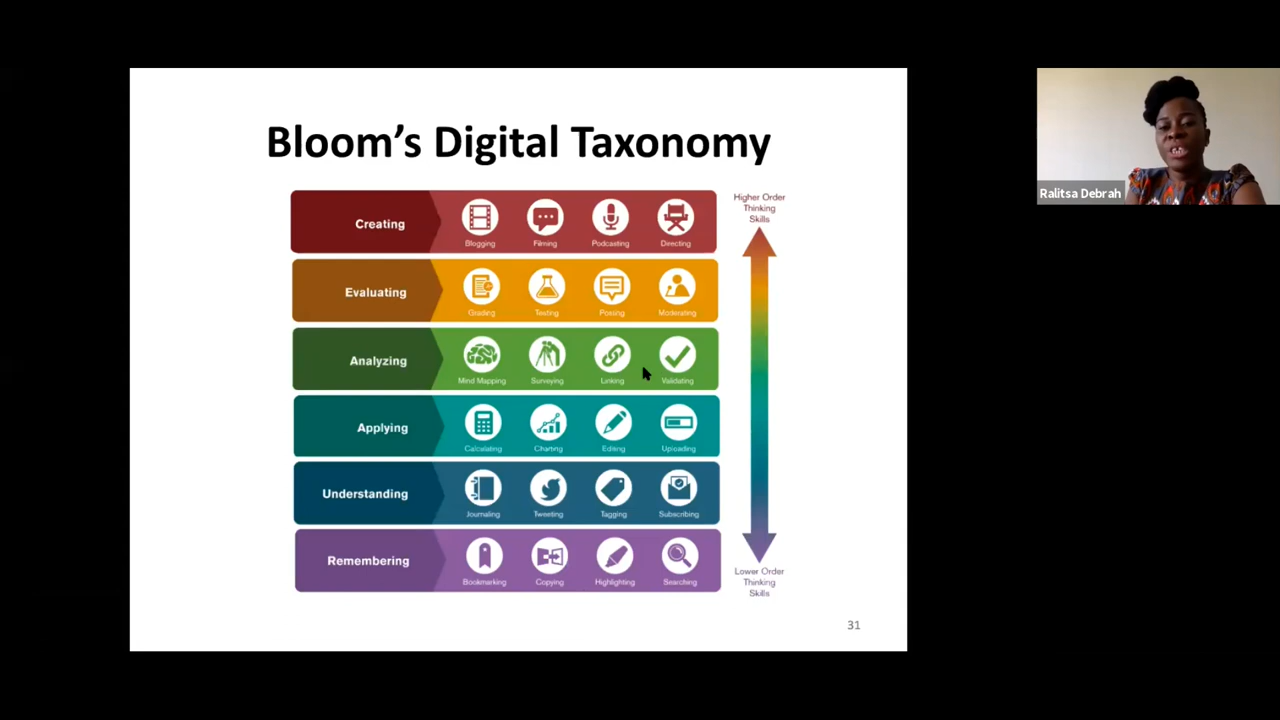 Bloom's Digital Taxonomy
Higher Order
Thinking
Skills
Creating
Blogging Filming Podcasting Directing
Evaluating
Grading Testing Posting Moderating
Analyzing
Mind Mapping Surveying Linking Validating
Applying
Calculating Charting Editing Uploading
Understanding
Journaling Tweeting Tagging Subscribing
Remembering
Bookmarking Copying Highlighting Searching
Lower Order
Thinking
Skills
31
Ralitsa Debrah